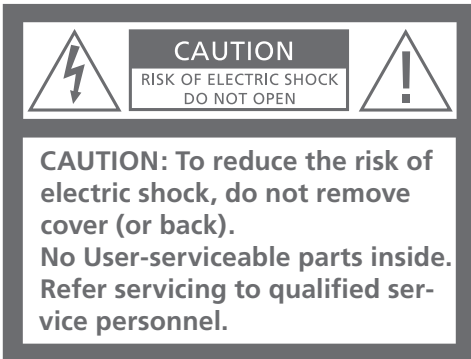 CAUTION
RISK OF ELECTRIC SHOCK
DO NOT OPEN
CAUTION: To reduce the risk of
electric shock, do not remove
cover (or back).
No User-serviceable parts inside.
Refer servicing to qualified ser-
vice personnel.